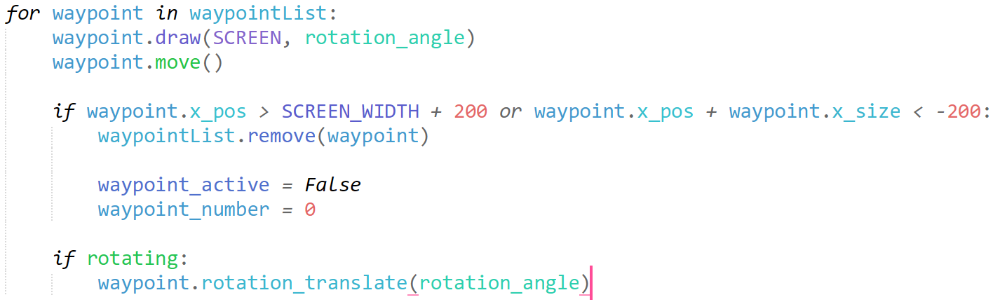 for waypoint in waypointList:
    waypoint.draw(SCREEN, rotation_angle)
    waypoint.move()

    if waypoint.x_pos > SCREEN_WIDTH + 200 or waypoint.x_pos + waypoint.x_size < -200:
        waypointList.remove(waypoint)

        waypoint_active = False
        waypoint_number = 0

    if rotating:
        waypoint.rotation_translate(rotation_angle)